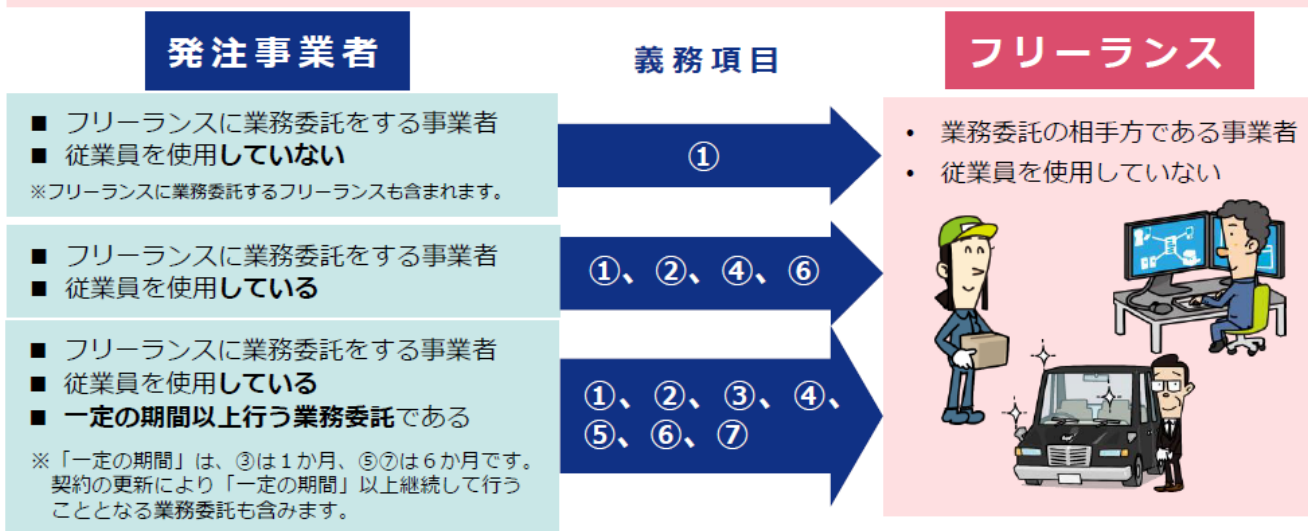 発注事業者
義務項目
フリーランス
■ フリーランスに業務委託をする事業者
■ 従業員を使用していない
※フリーランスに業務委託するフリーランスも含まれます。
①
・ 業務委託の相手方である事業者
・ 従業員を使用していない
■ フリーランスに業務委託をする事業者
■ 従業員を使用している
①、②、④、⑥
■ フリーランスに業務委託をする事業者
■ 従業員を使用している
■ 一定の期間以上行う業務委託である
※「一定の期間」は、③は１か月、⑤⑦は６か月です。
契約の更新により「一定の期間」以上継続して行う
こととなる業務委託も含みます。
①、②、③、④、
⑤、⑥、⑦